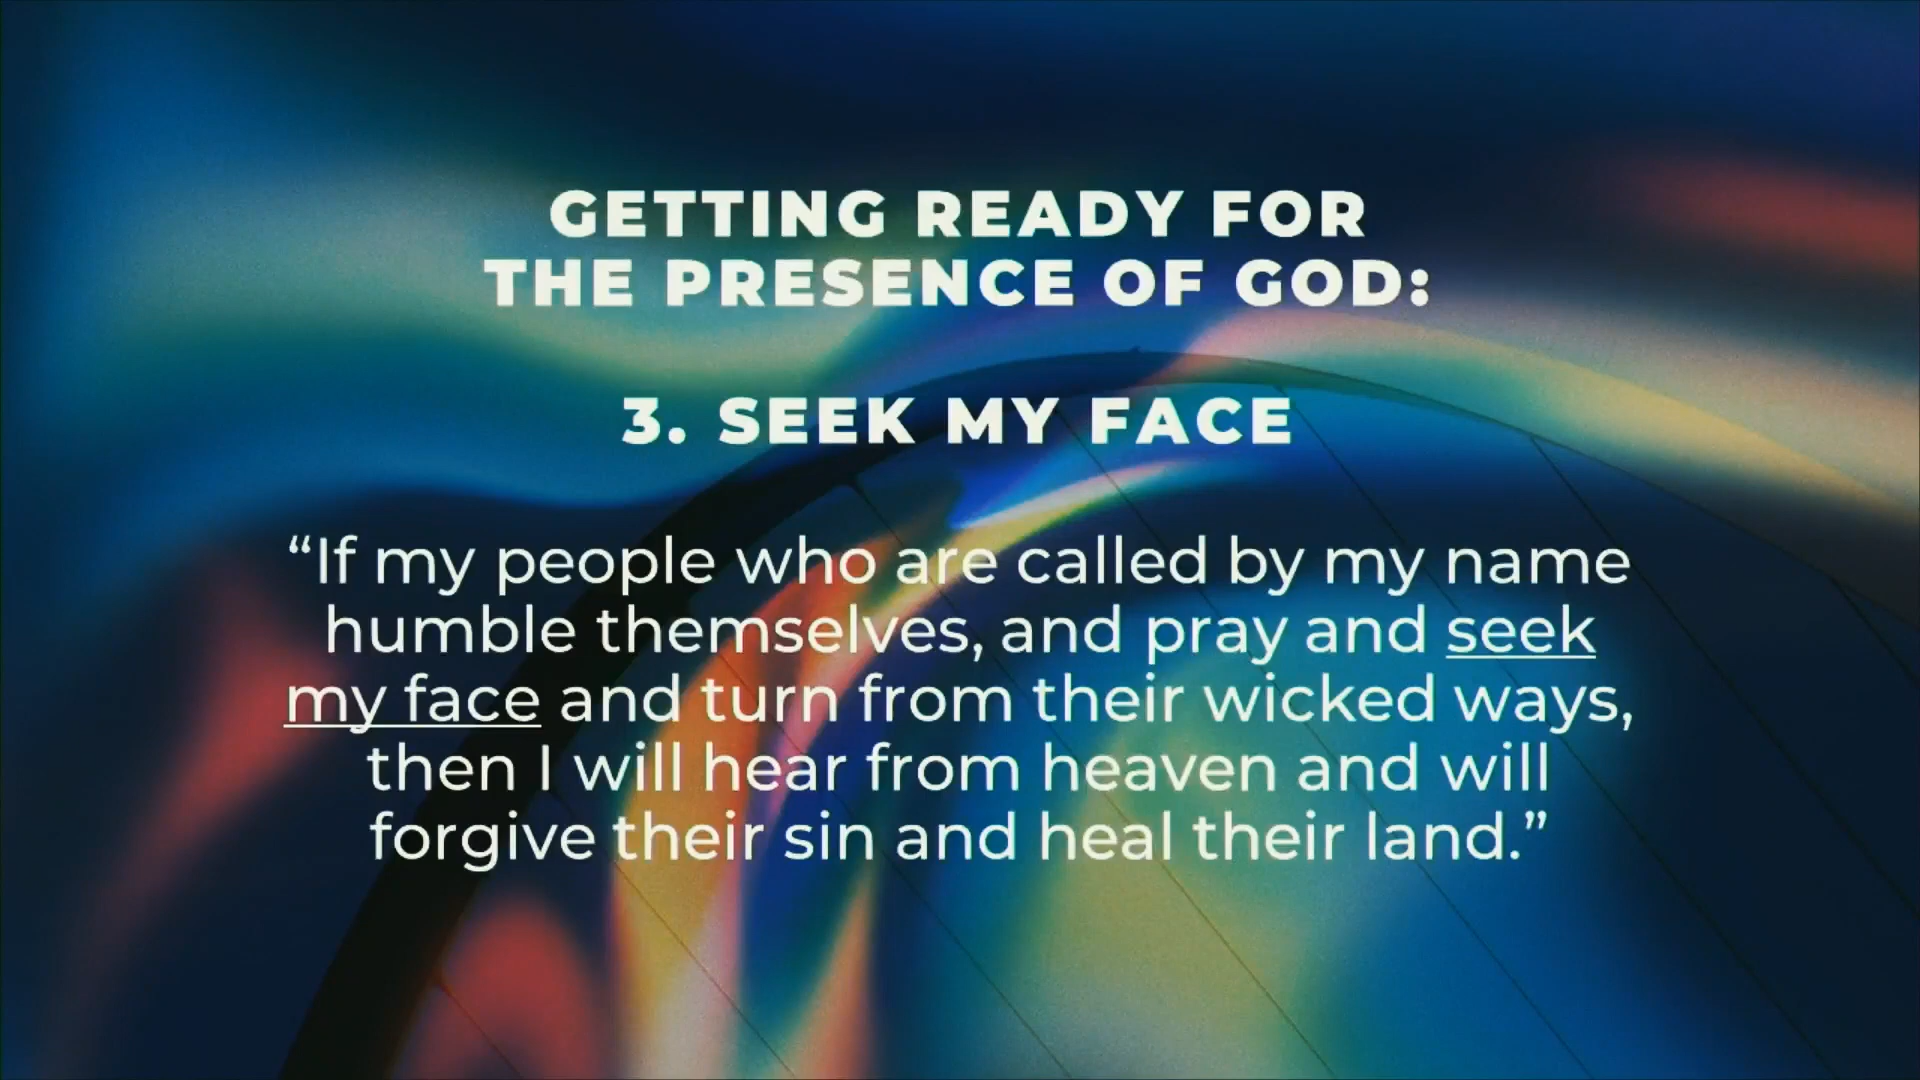 GETTING READY FOR
THE PRESENCE OF GOD:
3. SEEK MY FACE
“If my people who are called by my name
humble themselves, and pray and seek
my face and turn from their wicked ways,
then I will hear from heaven and will
forgive their sin and heal their land.”